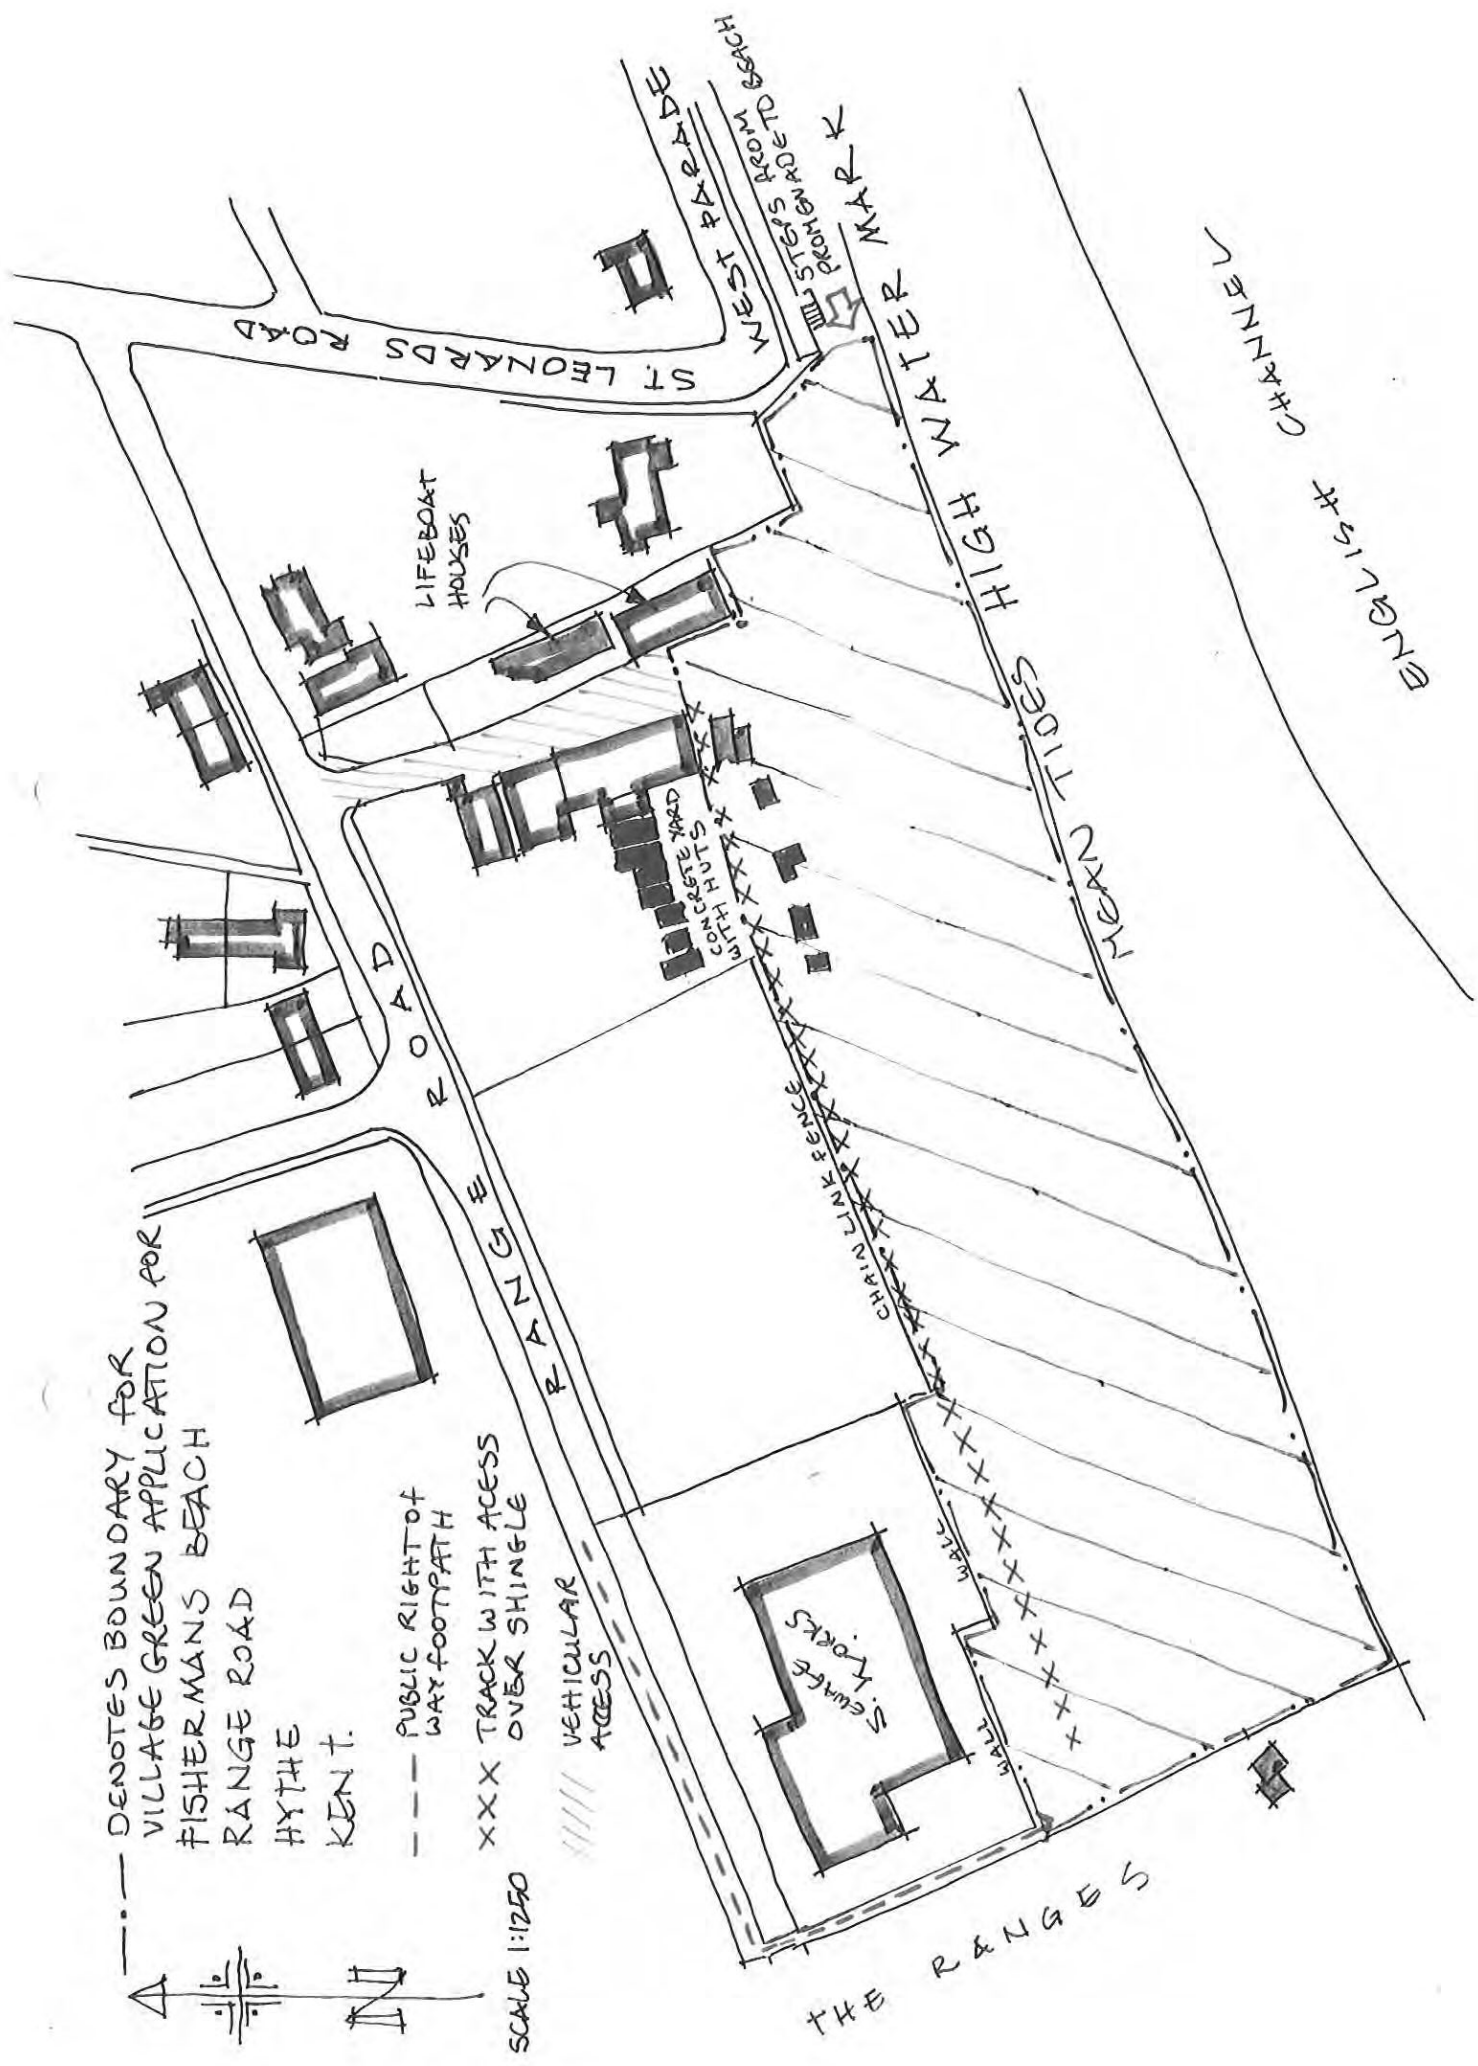 —·— DENOTES BOUNDARY FOR
VILLAGE GREEN APPLICATION FOR
FISHERMANS BEACH
RANGE ROAD
HYTHE
KENT.
--- PUBLIC RIGHT OF
WAY FOOTPATH
XXX TRACK WITH ACESS
OVER SHINGLE
///// VEHICULAR
ACCESS
N
SCALE 1:1250
RANGE ROAD
ST. LEONARDS ROAD
WEST PARADE
STEPS FROM
PROMENADE TO BEACH
LIFEBOAT
HOUSES
CONCRETE YARD
WITH HUTS
CHAIN LINK FENCE
WALL
WALL
SEWAGE
S. WORKS
MEAN TIDES HIGH WATER MARK
ENGLISH CHANNEL
THE RANGES